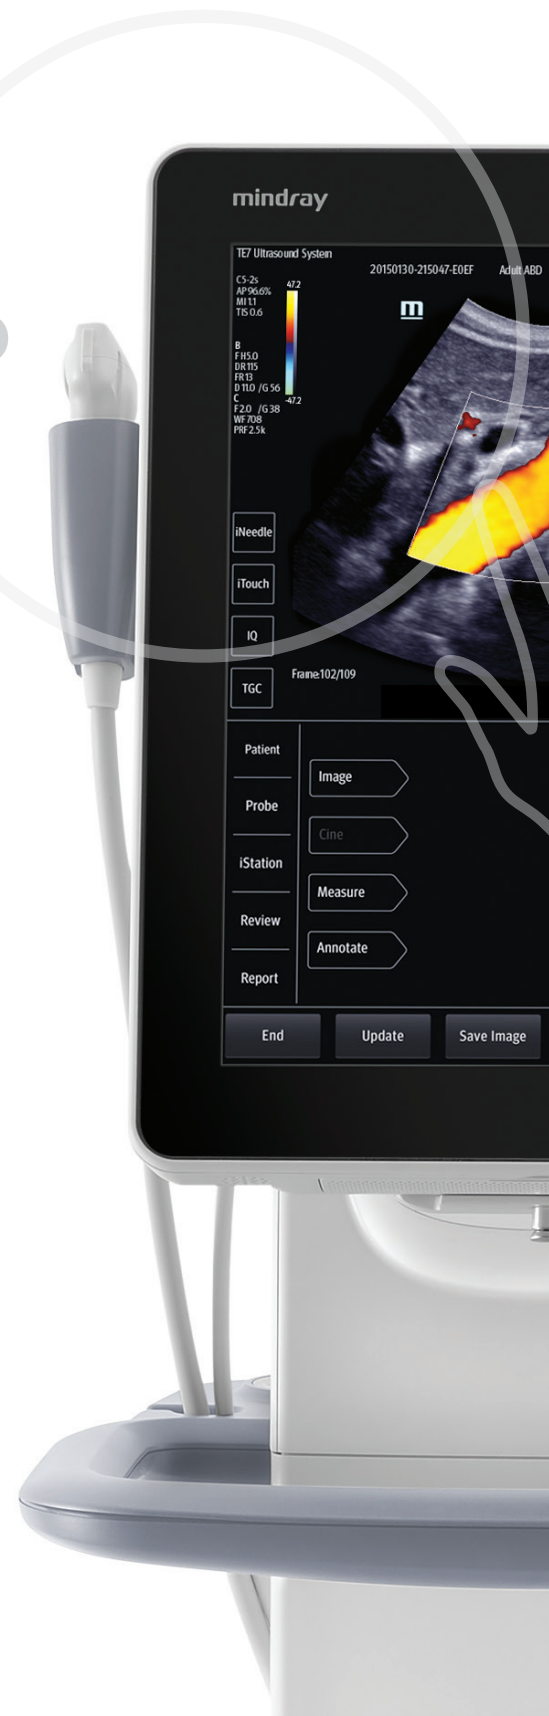 mindray
TE7 Ultrasound System
20150130-215047-E0EF Adult ABD
C5-2s
AP 96.6%
MI 1.1
TIS 0.6
47.2
m
B
F H5.0
DR 115
FR 13
D 11.0 /G 56
C
F 2.0 /G 38
WF 708
PRF 2.5k
-47.2
iNeedle
iTouch
IQ
TGC
Frame:102/109
Patient
Probe
iStation
Review
Report
Image
Cine
Measure
Annotate
End
Update
Save Image